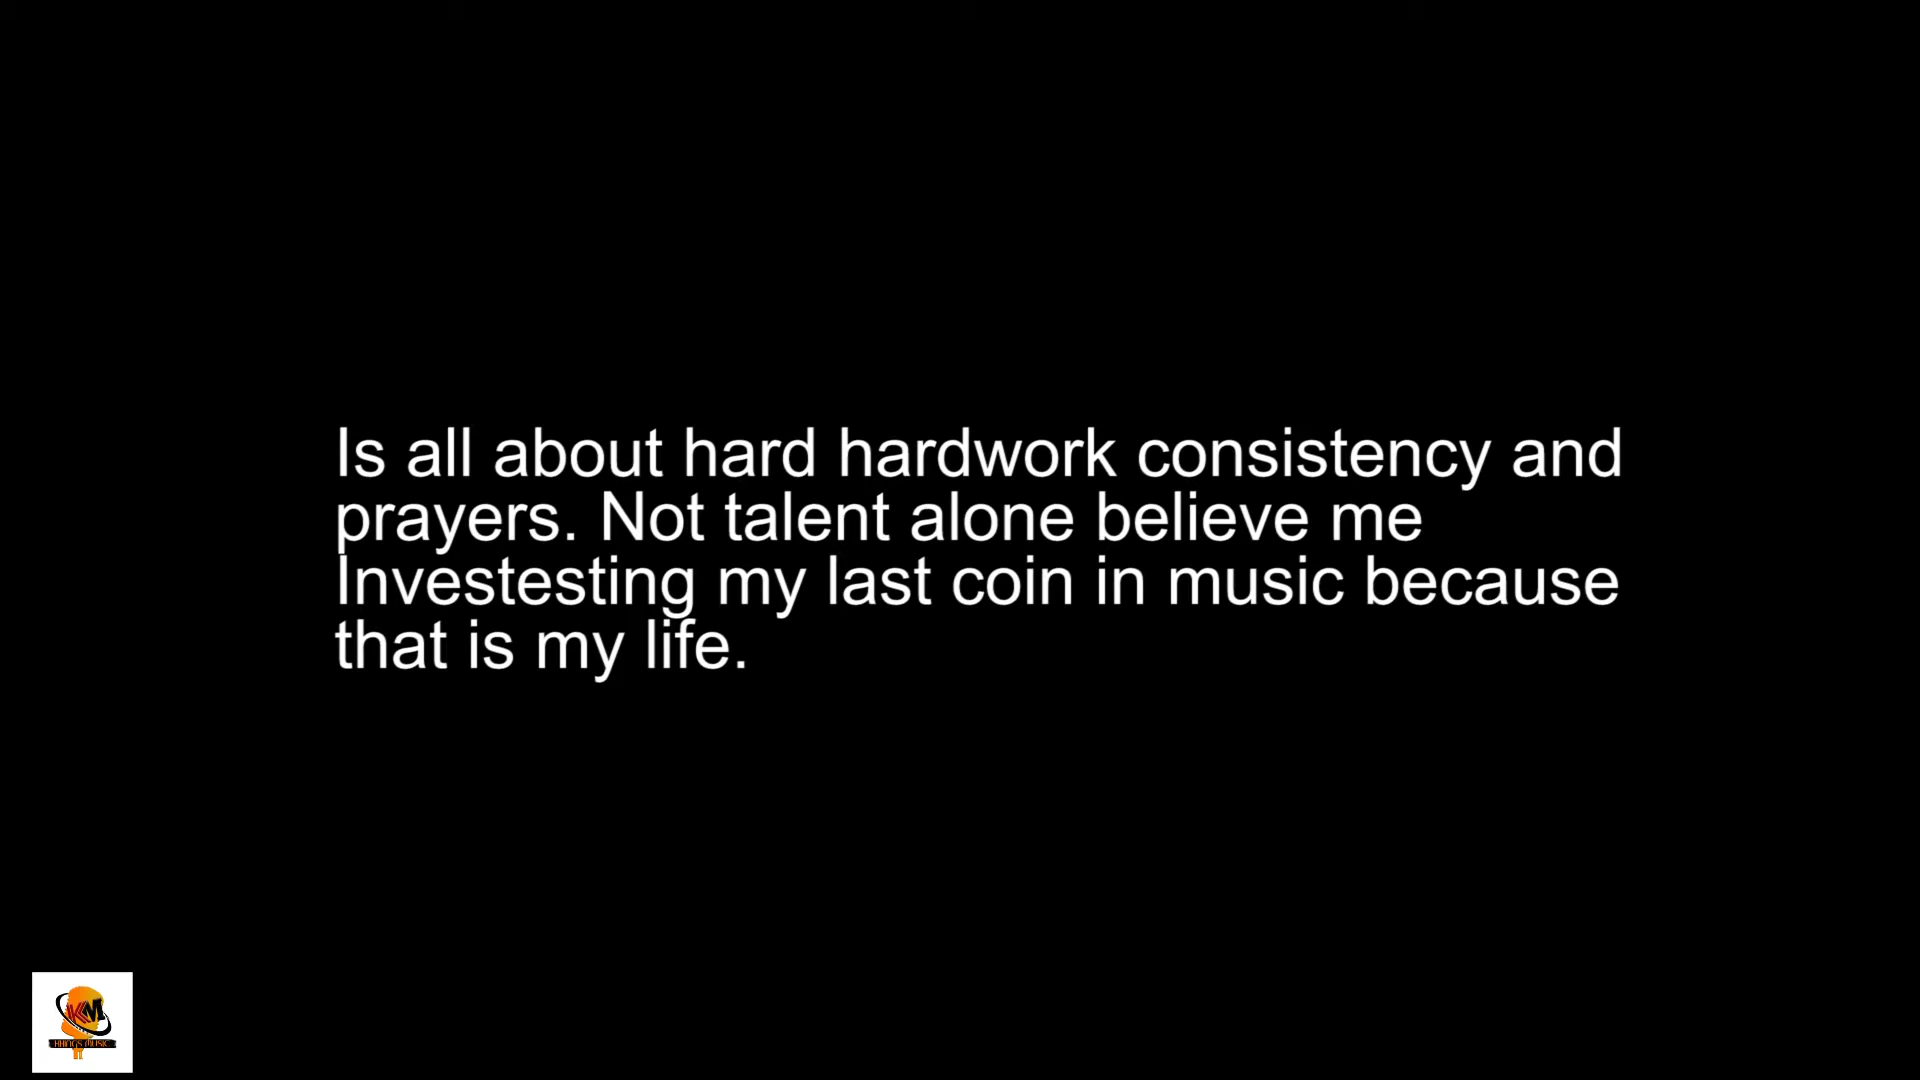 Is all about hard hardwork consistency and
prayers. Not talent alone believe me
Investesting my last coin in music because
that is my life.
KM